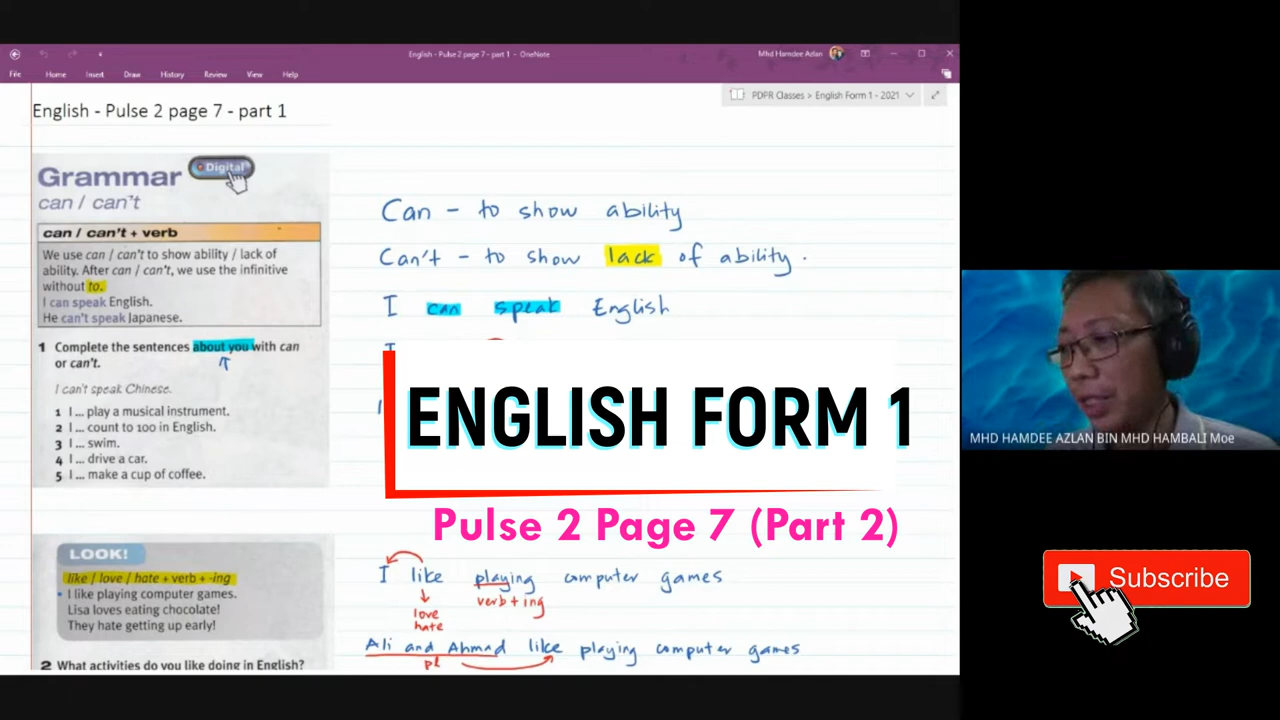 English - Pulse 2 page 7 - part 1 - OneNote
Mhd Hamdee Azlan
File Home Insert Draw History Review View Help
PDPR Classes > English Form 1 - 2021
English - Pulse 2 page 7 - part 1
Grammar
Digital
can / can't
can / can't + verb
We use can / can't to show ability / lack of
ability. After can / can't, we use the infinitive
without to.
I can speak English.
He can't speak Japanese.
1 Complete the sentences about you with can
or can't.
I can't speak Chinese.
1 I ... play a musical instrument.
2 I ... count to 100 in English.
3 I ... swim.
4 I ... drive a car.
5 I ... make a cup of coffee.
LOOK!
like / love / hate + verb + -ing
I like playing computer games.
Lisa loves eating chocolate!
They hate getting up early!
2 What activities do you like doing in English?
Can - to show ability
Can't - to show lack of ability.
I can speak English
I
ENGLISH FORM 1
Pulse 2 Page 7 (Part 2)
I like playing computer games
verb + ing
love
hate
Ali and Ahmad like playing computer games
pl
MHD HAMDEE AZLAN BIN MHD HAMBALI Moe
Subscribe